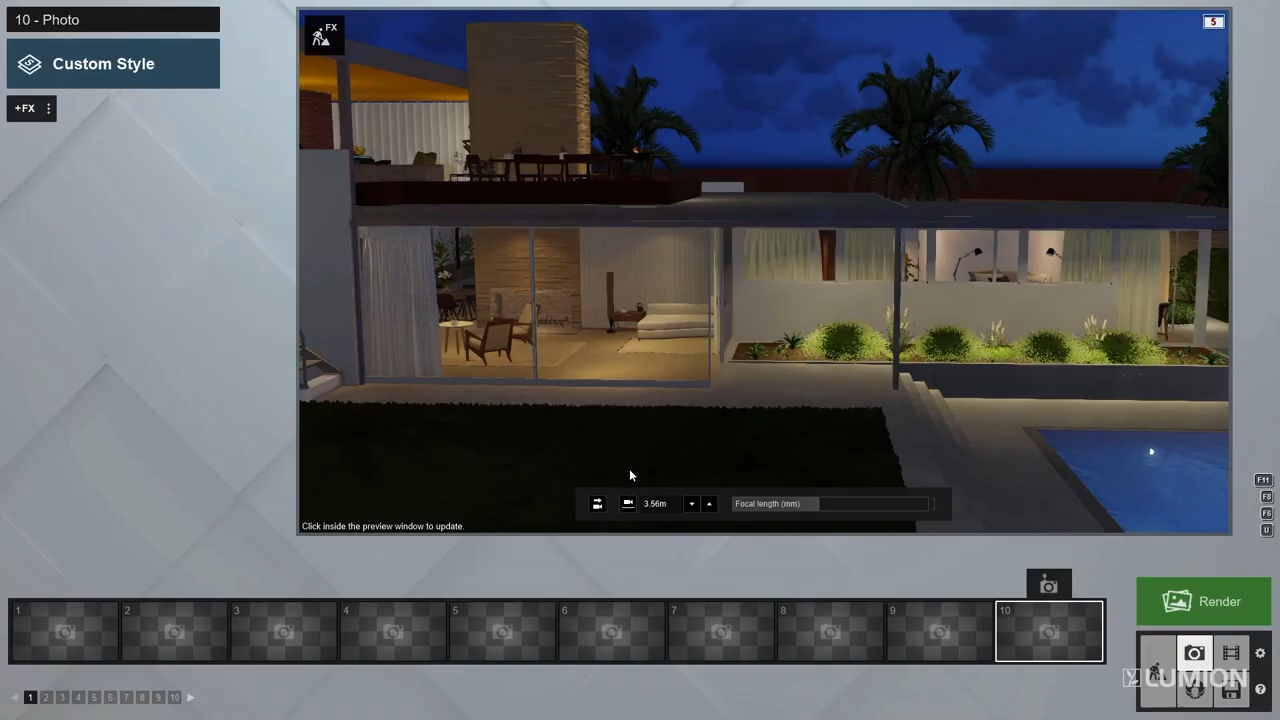 10 - Photo
Custom Style
+FX
FX
5
3.56m
Focal length (mm)
Click inside the preview window to update.
F11
F8
F6
U
1 2 3 4 5 6 7 8 9 10
Render
LUMION
1 2 3 4 5 6 7 8 9 10
?